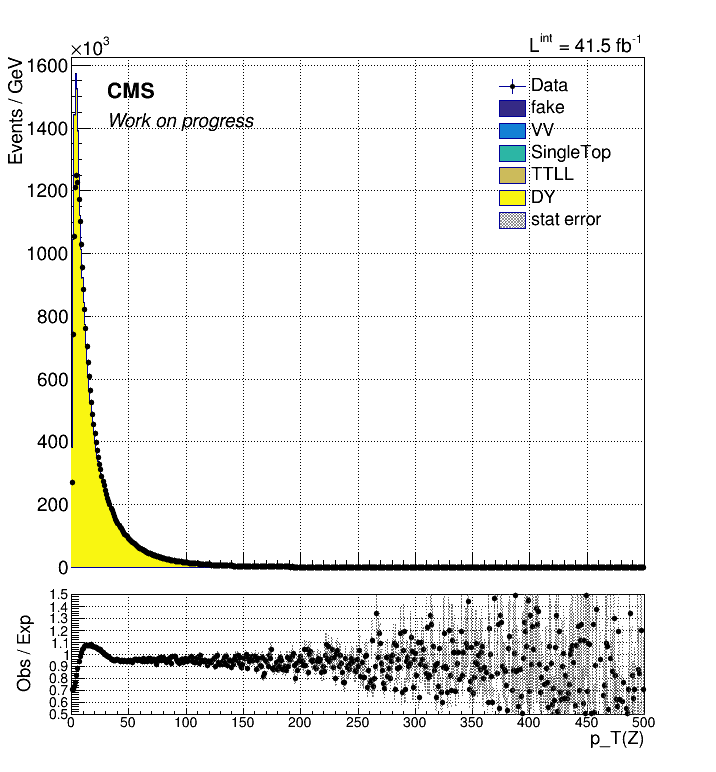 ×10³
L^int = 41.5 fb^-1
Events / GeV
1600
1400
1200
1000
800
600
400
200
0
CMS
Work on progress
Data
fake
VV
SingleTop
TTLL
DY
stat error
Obs / Exp
1.5
1.4
1.3
1.2
1.1
1
0.9
0.8
0.7
0.6
0.5
0 50 100 150 200 250 300 350 400 450 500
p_T(Z)